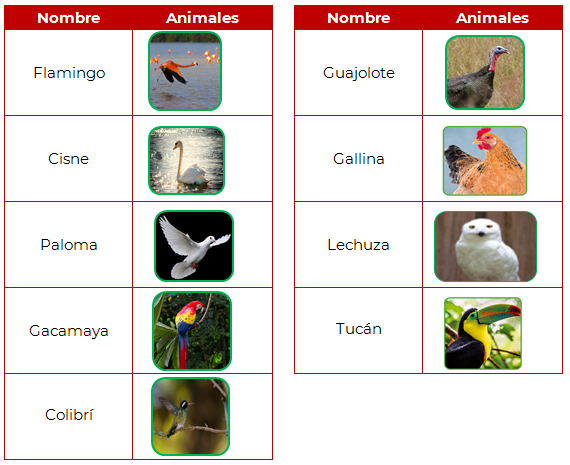 Nombre Animales
Flamingo
Cisne
Paloma
Gacamaya
Colibrí
Nombre Animales
Guajolote
Gallina
Lechuza
Tucán